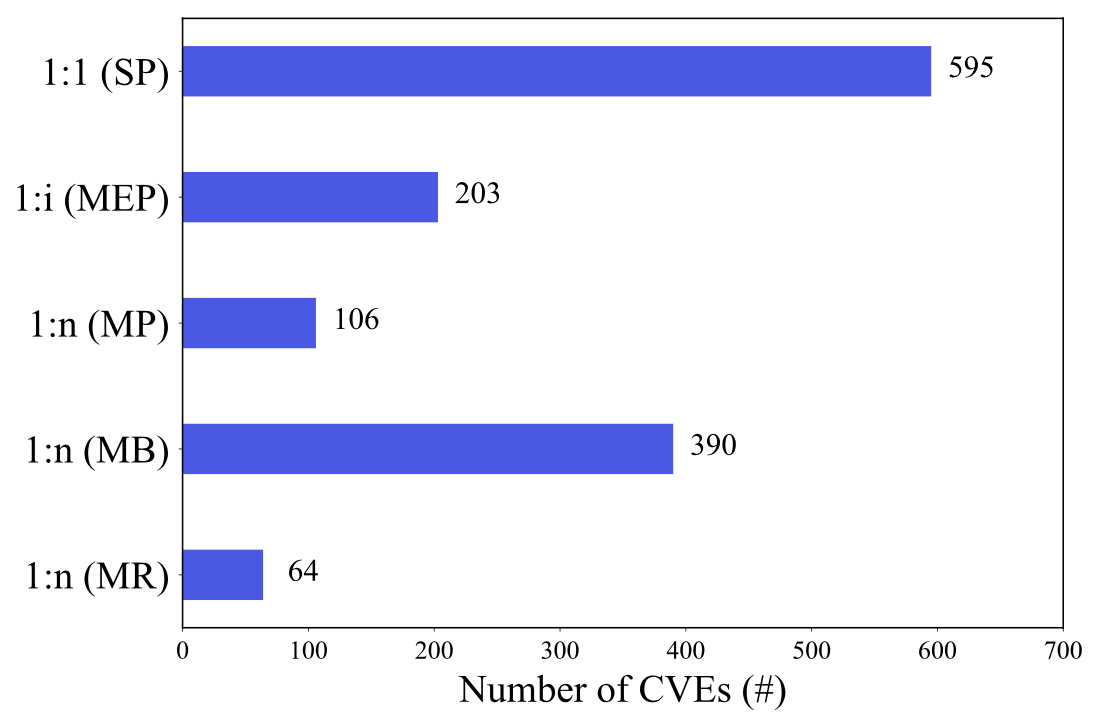 1:1 (SP) 595
1:i (MEP) 203
1:n (MP) 106
1:n (MB) 390
1:n (MR) 64
0 100 200 300 400 500 600 700
Number of CVEs (#)